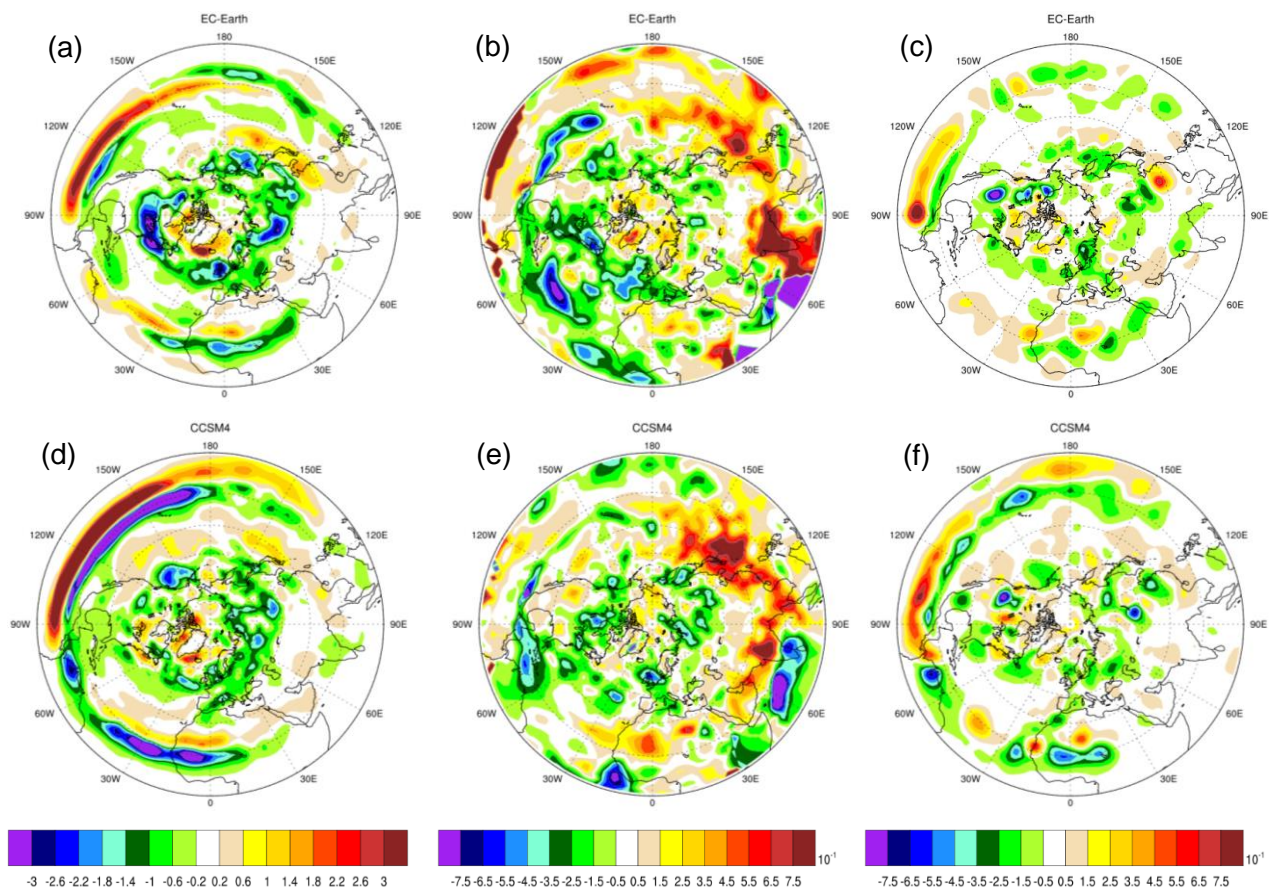 EC-Earth
(a)
180
150W
150E
120W
120E
90W
90E
60W
60E
30W
30E
0
EC-Earth
(b)
180
150W
150E
120W
120E
90W
90E
60W
60E
30W
30E
0
EC-Earth
(c)
180
150W
150E
120W
120E
90W
90E
60W
60E
30W
30E
0
CCSM4
(d)
180
150W
150E
120W
120E
90W
90E
60W
60E
30W
30E
0
CCSM4
(e)
180
150W
150E
120W
120E
90W
90E
60W
60E
30W
30E
0
CCSM4
(f)
180
150W
150E
120W
120E
90W
90E
60W
60E
30W
30E
0
-3 -2.6 -2.2 -1.8 -1.4 -1 -0.6 -0.2 0.2 0.6 1 1.4 1.8 2.2 2.6 3
10-1
-7.5 -6.5 -5.5 -4.5 -3.5 -2.5 -1.5 -0.5 0.5 1.5 2.5 3.5 4.5 5.5 6.5 7.5
10-1
-7.5 -6.5 -5.5 -4.5 -3.5 -2.5 -1.5 -0.5 0.5 1.5 2.5 3.5 4.5 5.5 6.5 7.5